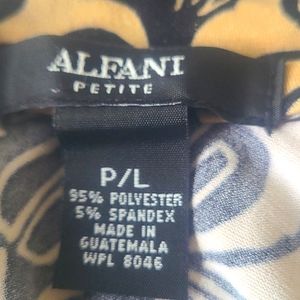 ALFANI
PETITE
P/L
95% POLYESTER
5% SPANDEX
MADE IN
GUATEMALA
WPL 8046